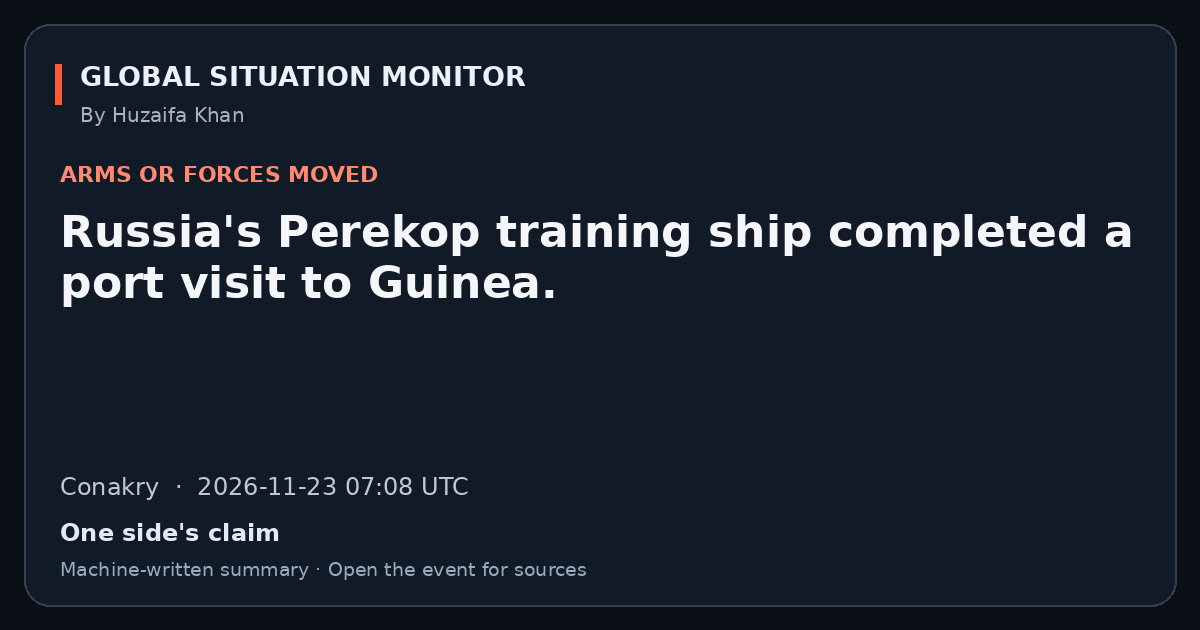 GLOBAL SITUATION MONITOR
By Huzaifa Khan
ARMS OR FORCES MOVED
Russia's Perekop training ship completed a
port visit to Guinea.
Conakry · 2026-11-23 07:08 UTC
One side's claim
Machine-written summary · Open the event for sources